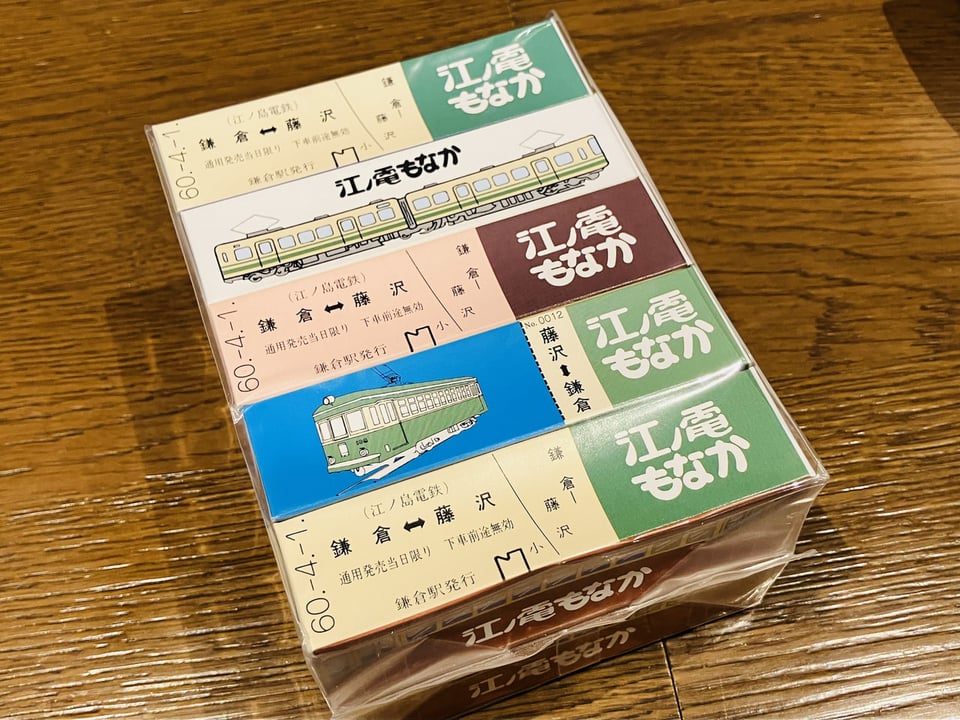 (江ノ島電鉄)
鎌倉⬌藤沢
通用発売当日限り 下車前途無効
鎌倉駅発行
小
60.-4.-1.
鎌倉―藤沢
江ノ電
もなか
江ノ電もなか
(江ノ島電鉄)
鎌倉⬌藤沢
通用発売当日限り 下車前途無効
鎌倉駅発行
小
60.-4.-1.
鎌倉―藤沢
江ノ電
もなか
No.0012
藤沢⬍鎌倉
江ノ電
もなか
(江ノ島電鉄)
鎌倉⬌藤沢
通用発売当日限り 下車前途無効
鎌倉駅発行
小
60.-4.-1.
鎌倉―藤沢
江ノ電
もなか
江ノ電もなか
江ノ電もなか